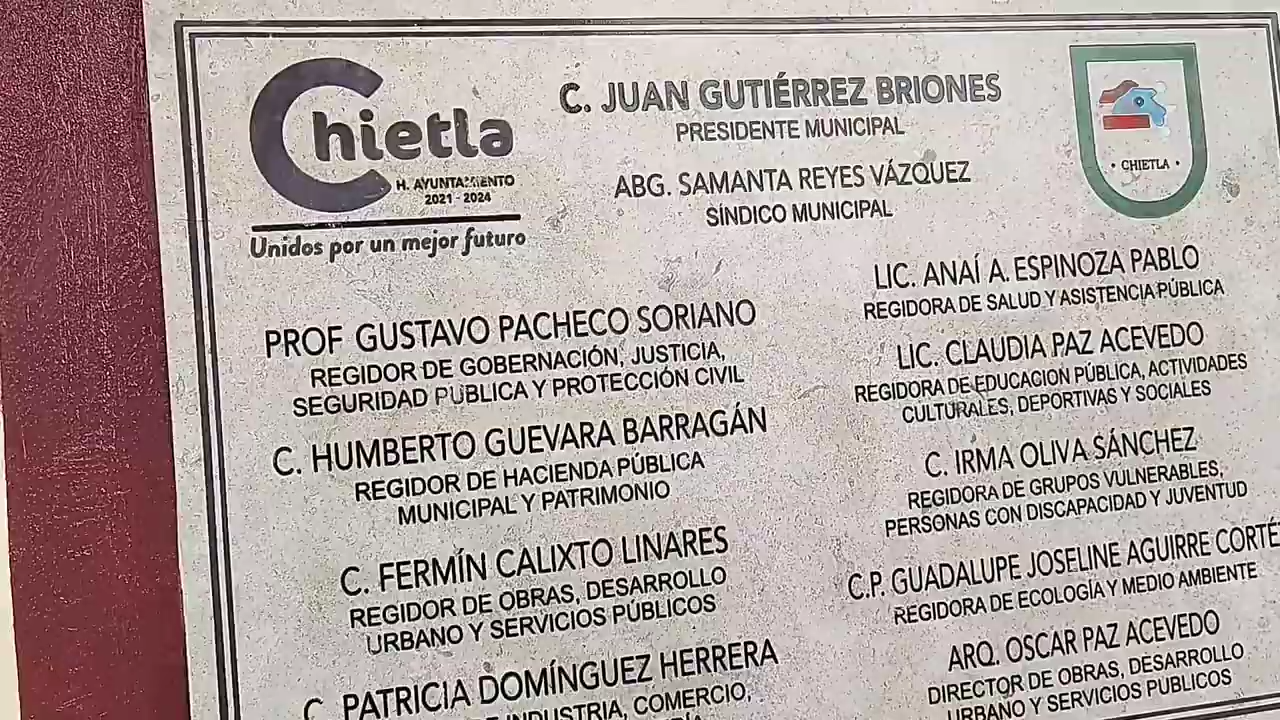 Chietla
H. AYUNTAMIENTO
2021 - 2024
Unidos por un mejor futuro
C. JUAN GUTIÉRREZ BRIONES
PRESIDENTE MUNICIPAL
ABG. SAMANTA REYES VÁZQUEZ
SÍNDICO MUNICIPAL
• CHIETLA •
PROF GUSTAVO PACHECO SORIANO
REGIDOR DE GOBERNACIÓN, JUSTICIA,
SEGURIDAD PUBLICA Y PROTECCIÓN CIVIL
C. HUMBERTO GUEVARA BARRAGÁN
REGIDOR DE HACIENDA PÚBLICA
MUNICIPAL Y PATRIMONIO
C. FERMÍN CALIXTO LINARES
REGIDOR DE OBRAS, DESARROLLO
URBANO Y SERVICIOS PÚBLICOS
C. PATRICIA DOMÍNGUEZ HERRERA
INDUSTRIA, COMERCIO,
LIC. ANAÍ A. ESPINOZA PABLO
REGIDORA DE SALUD Y ASISTENCIA PÚBLICA
LIC. CLAUDIA PAZ ACEVEDO
REGIDORA DE EDUCACION PÚBLICA, ACTIVIDADES
CULTURALES, DEPORTIVAS Y SOCIALES
C. IRMA OLIVA SÁNCHEZ
REGIDORA DE GRUPOS VULNERABLES,
PERSONAS CON DISCAPACIDAD Y JUVENTUD
C.P. GUADALUPE JOSELINE AGUIRRE CORTÉ
REGIDORA DE ECOLOGÍA Y MEDIO AMBIENTE
ARQ. OSCAR PAZ ACEVEDO
DIRECTOR DE OBRAS, DESARROLLO
URBANO Y SERVICIOS PUBLICOS